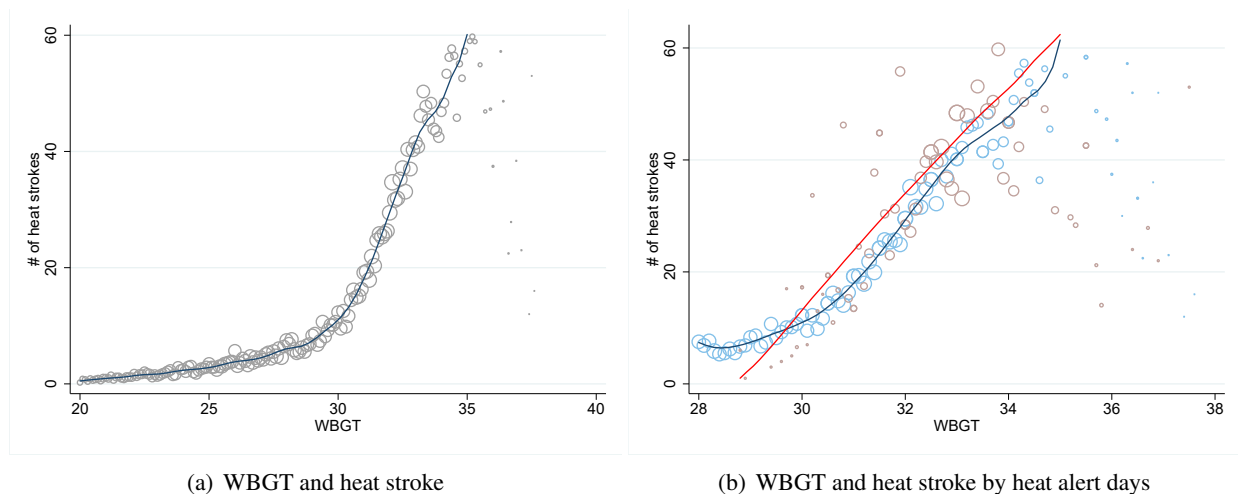 60
40
20
0
# of heat strokes
20 25 30 35 40
WBGT
(a) WBGT and heat stroke
60
40
20
0
# of heat strokes
28 30 32 34 36 38
WBGT
(b) WBGT and heat stroke by heat alert days